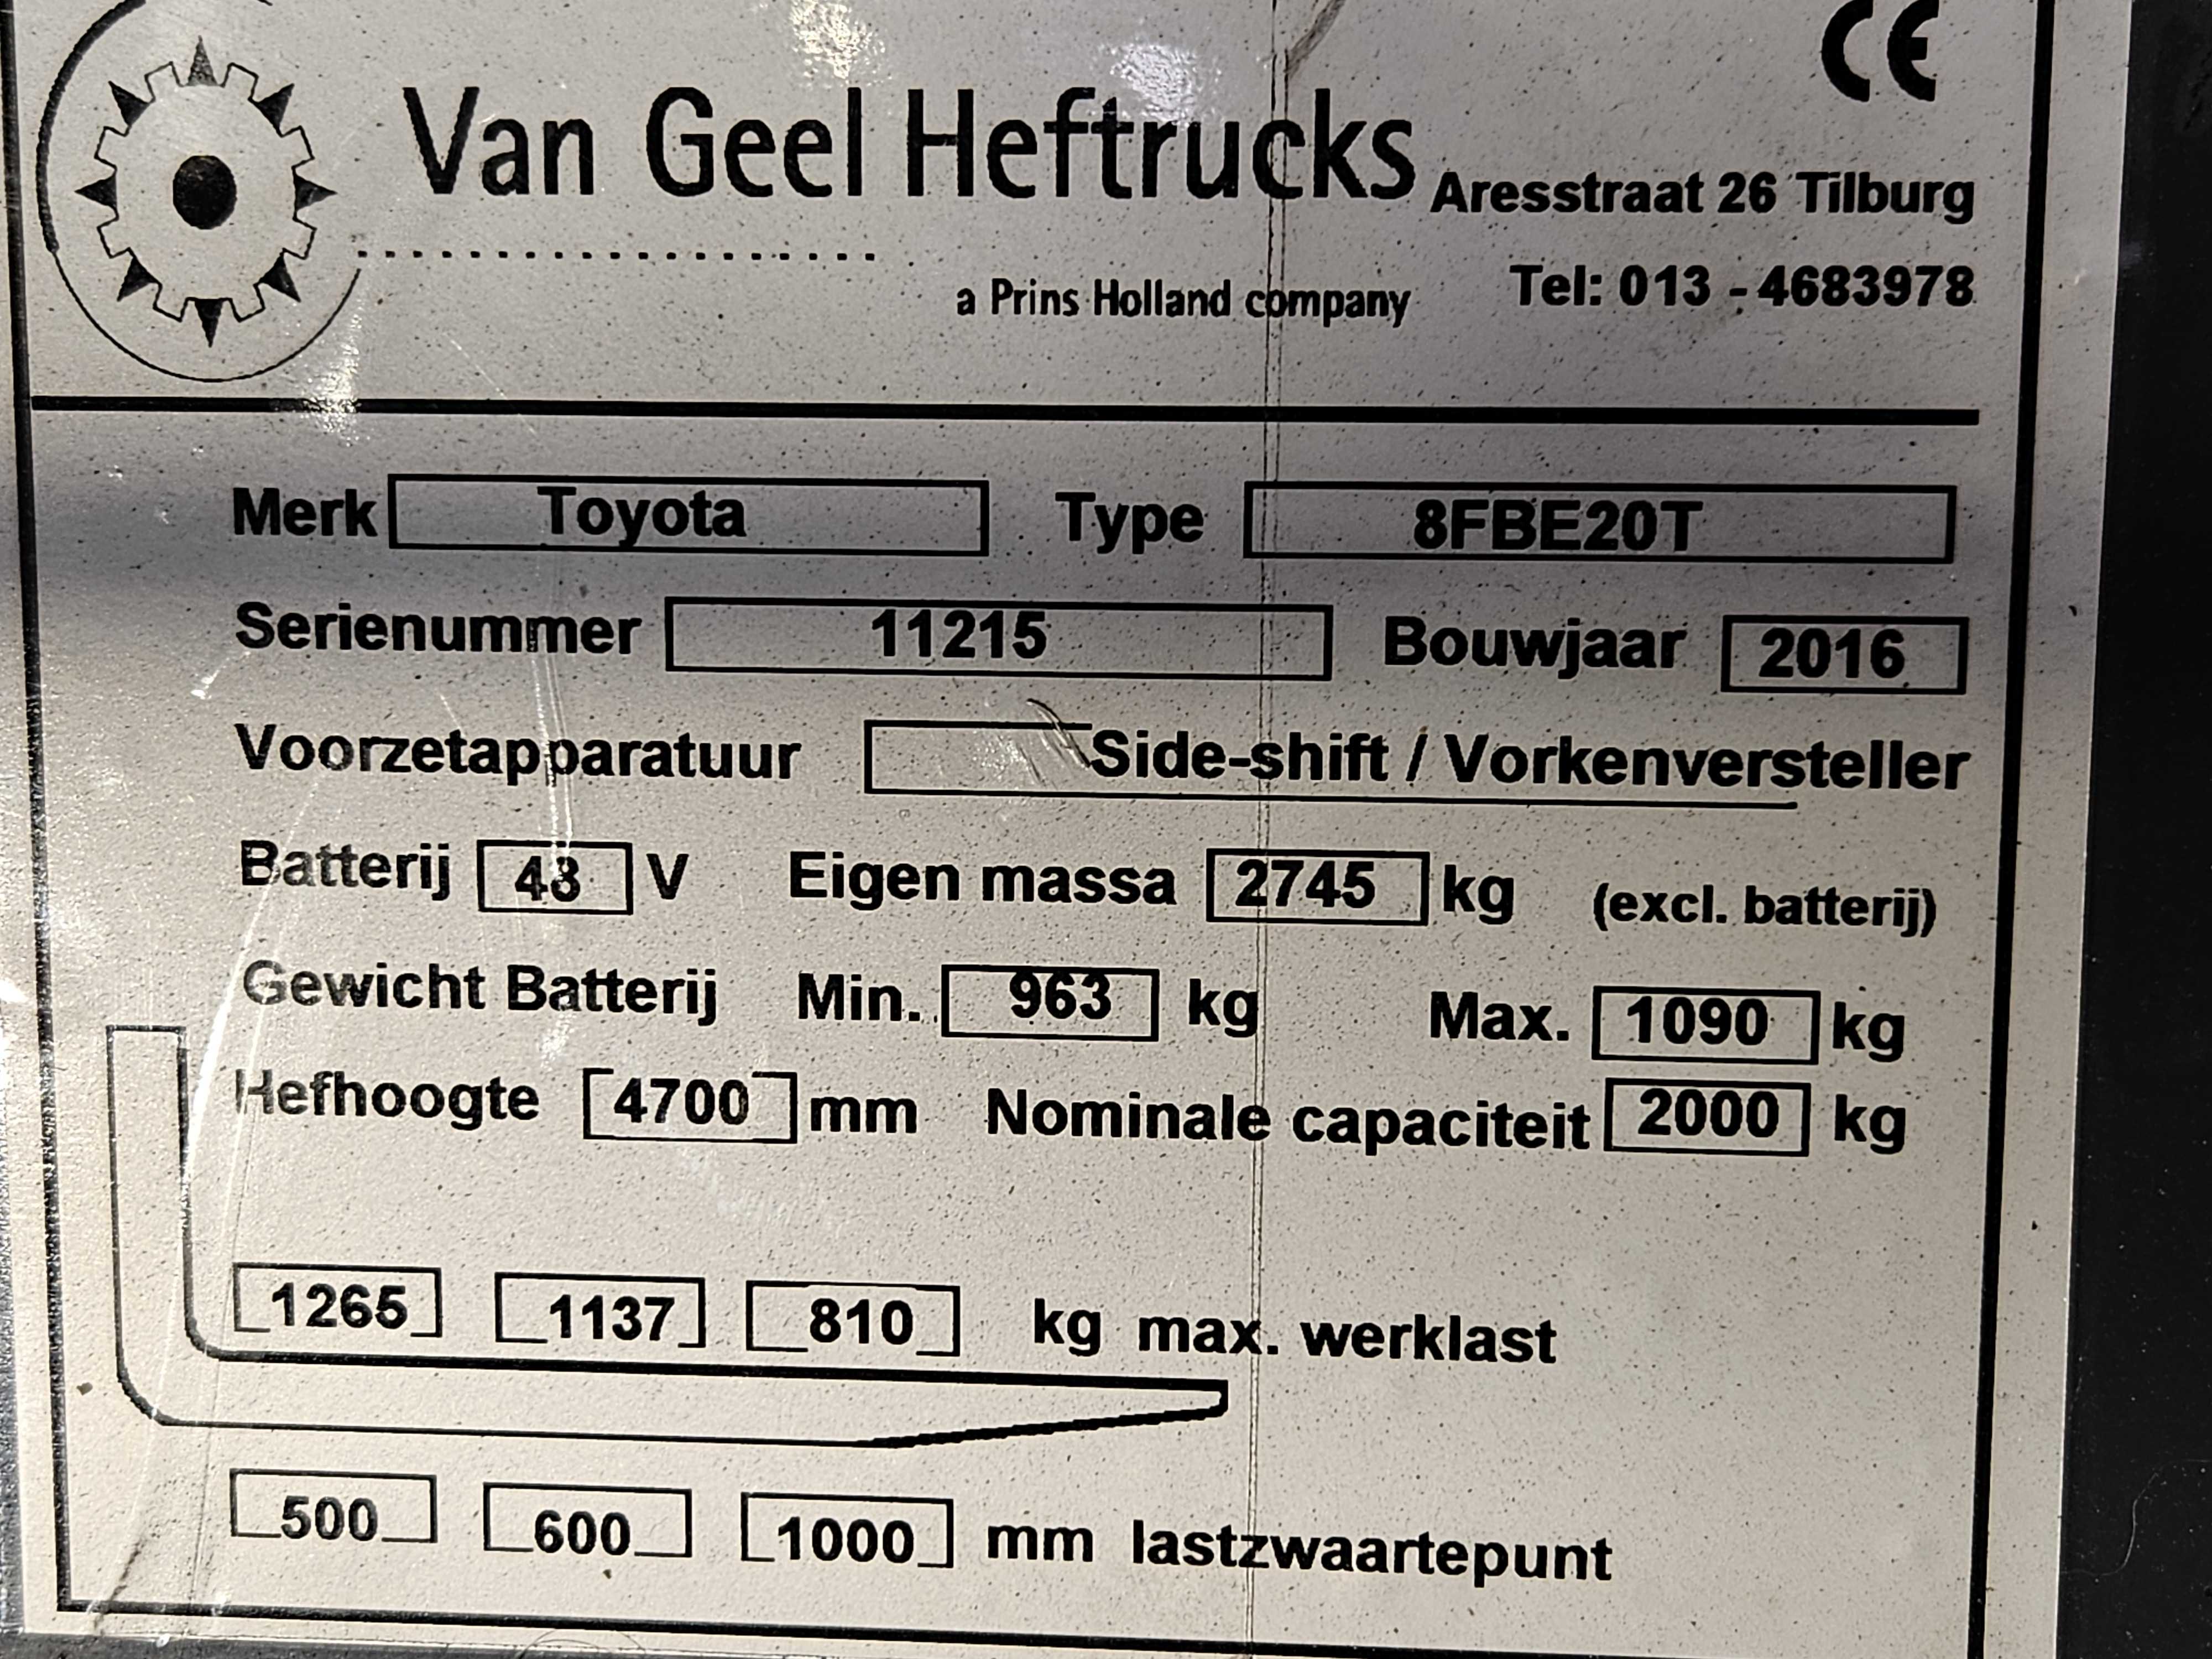 CE
Van Geel Heftrucks
Aresstraat 26 Tilburg
a Prins Holland company
Tel: 013 - 4683978
Merk Toyota Type 8FBE20T
Serienummer 11215 Bouwjaar 2016
Voorzetapparatuur Side-shift / Vorkenversteller
Batterij 48 V Eigen massa 2745 kg (excl. batterij)
Gewicht Batterij Min. 963 kg Max. 1090 kg
Hefhoogte 4700 mm Nominale capaciteit 2000 kg
1265 1137 810 kg max. werklast
500 600 1000 mm lastzwaartepunt